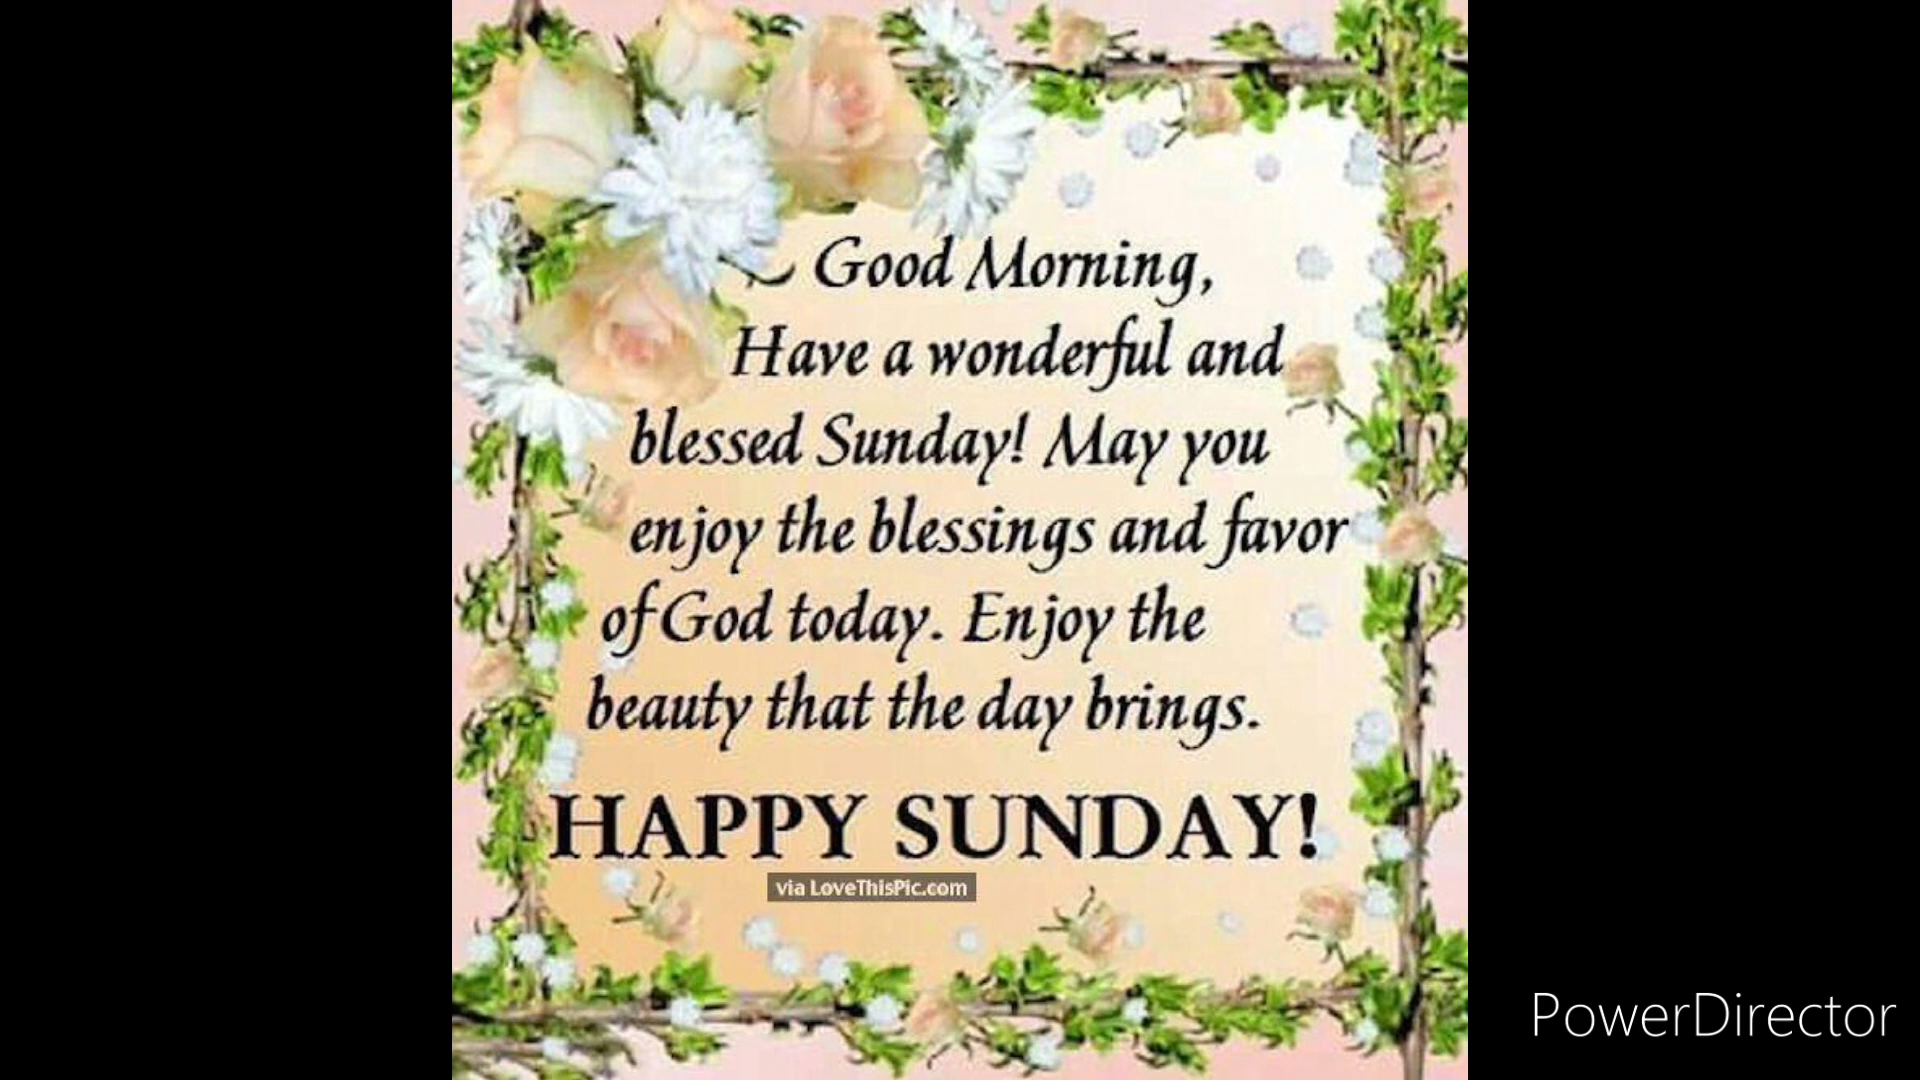 Good Morning,
Have a wonderful and
blessed Sunday! May you
enjoy the blessings and favor
of God today. Enjoy the
beauty that the day brings.
HAPPY SUNDAY!
via LoveThisPic.com
PowerDirector